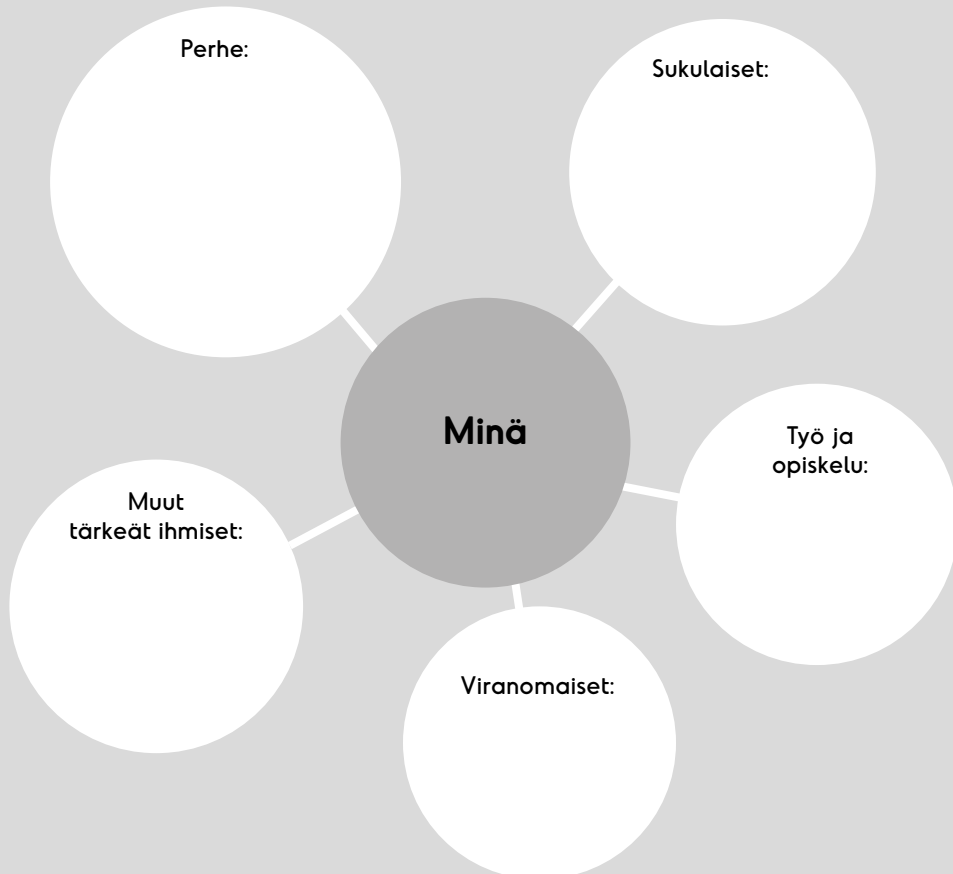 Perhe:
Sukulaiset:
Minä
Työ ja
opiskelu:
Muut
tärkeät ihmiset:
Viranomaiset: